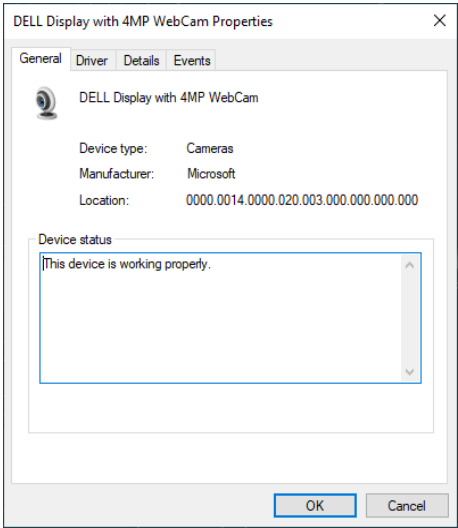 DELL Display with 4MP WebCam Properties
General Driver Details Events
DELL Display with 4MP WebCam
Device type: Cameras
Manufacturer: Microsoft
Location: 0000.0014.0000.020.003.000.000.000.000
Device status
This device is working properly.
OK Cancel